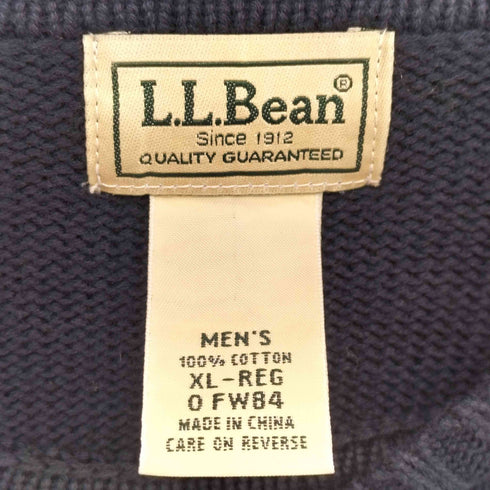 L.L.Bean®
Since 1912
QUALITY GUARANTEED
MEN'S
100% COTTON
XL-REG
0 FW84
MADE IN CHINA
CARE ON REVERSE